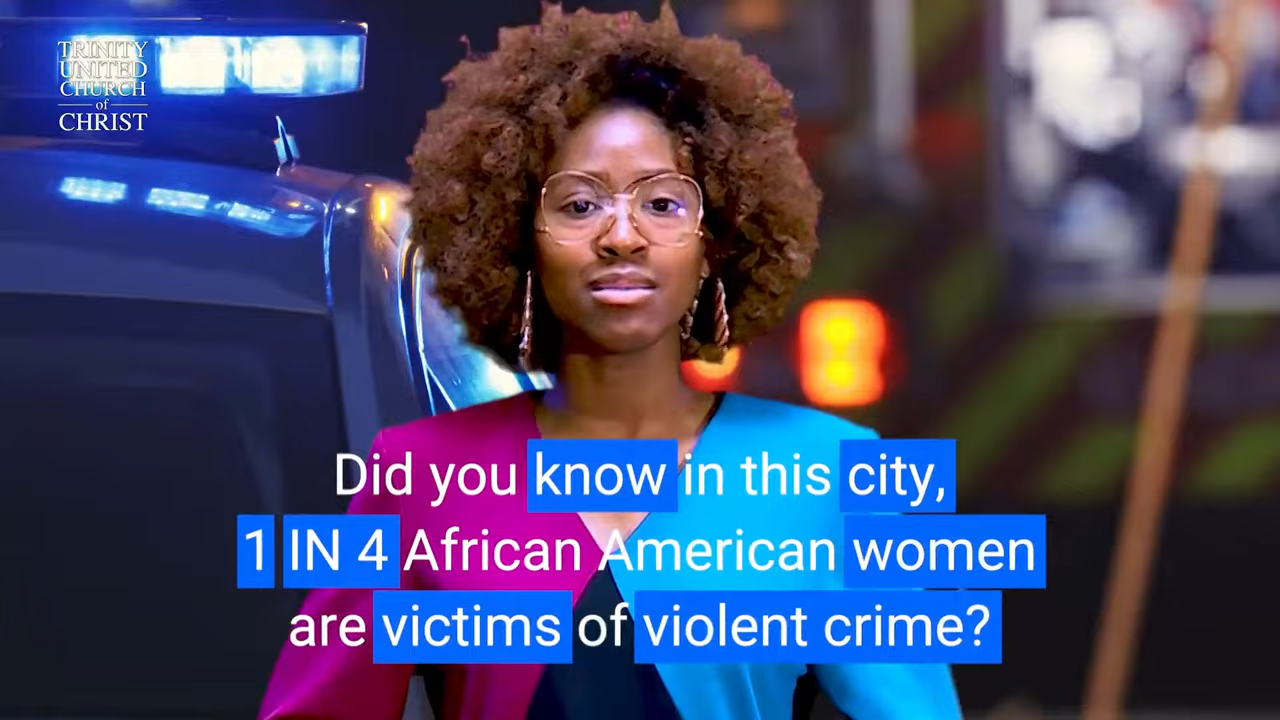 TRINITY
UNITED
CHURCH
of
CHRIST
Did you know in this city,
1 IN 4 African American women
are victims of violent crime?